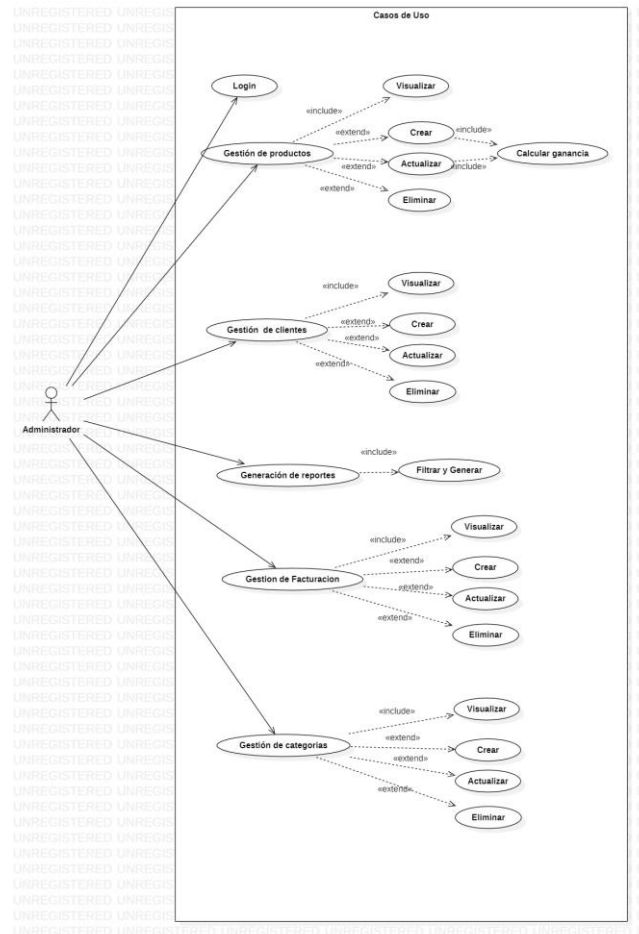 UNREGISTERED UNREGISTERED UNREGISTERED UNREGISTERED UNREGISTERED UNREGISTERED
Casos de Uso
Login
Visualizar
«include»
Crear
«extend»
«include»
Gestión de productos
Calcular ganancia
Actualizar
«extend»
«include»
«extend»
Eliminar
Visualizar
«include»
Crear
«extend»
Gestión de clientes
«extend»
Actualizar
«extend»
Eliminar
Administrador
«include»
Generación de reportes
Filtrar y Generar
Visualizar
«include»
«extend»
Crear
Gestion de Facturacion
«extend»
Actualizar
«extend»
Eliminar
Visualizar
«include»
«extend»
Gestión de categorias
Crear
«extend»
Actualizar
«extend»
Eliminar